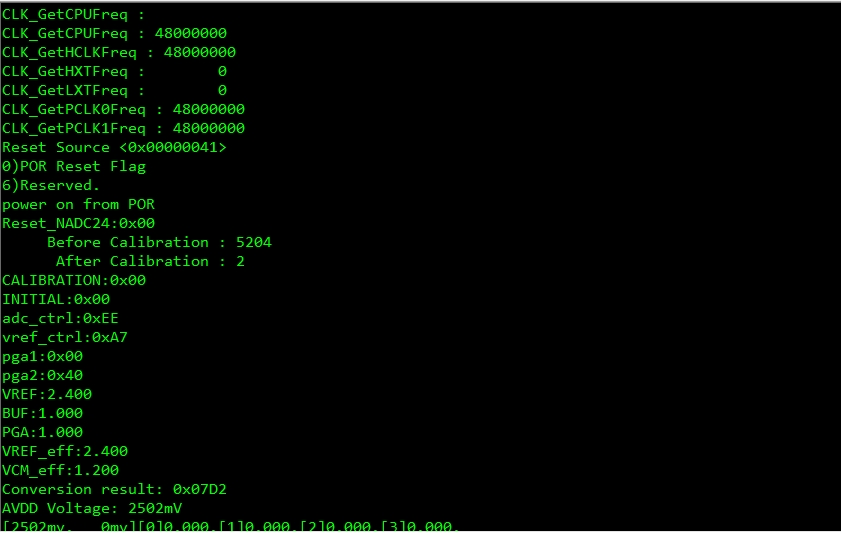 CLK_GetCPUFreq :
CLK_GetCPUFreq : 48000000
CLK_GetHCLKFreq : 48000000
CLK_GetHXTFreq :        0
CLK_GetLXTFreq :        0
CLK_GetPCLK0Freq : 48000000
CLK_GetPCLK1Freq : 48000000
Reset Source <0x00000041>
0)POR Reset Flag
6)Reserved.
power on from POR
Reset_NADC24:0x00
     Before Calibration : 5204
      After Calibration : 2
CALIBRATION:0x00
INITIAL:0x00
adc_ctrl:0xEE
vref_ctrl:0xA7
pga1:0x00
pga2:0x40
VREF:2.400
BUF:1.000
PGA:1.000
VREF_eff:2.400
VCM_eff:1.200
Conversion result: 0x07D2
AVDD Voltage: 2502mV
[2502mv,   0mv][0]0.000,[1]0.000,[2]0.000,[3]0.000,